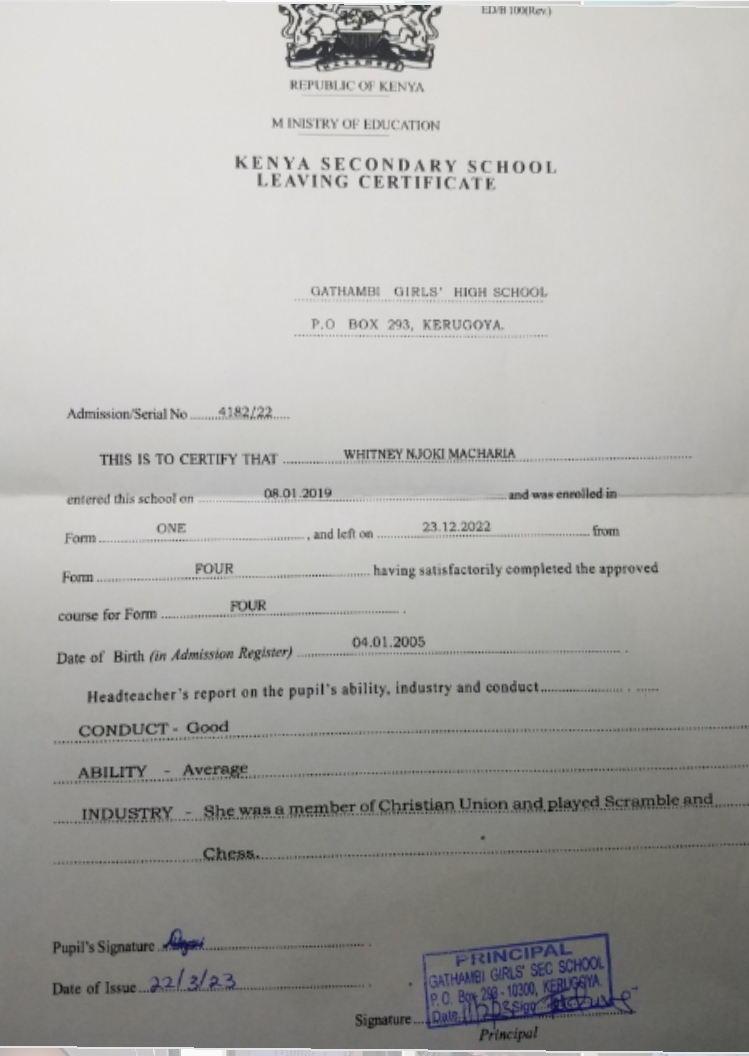 ED/B 100(Rev.)
HARAMBEE
REPUBLIC OF KENYA
M INISTRY OF EDUCATION
KENYA SECONDARY SCHOOL
LEAVING CERTIFICATE
GATHAMBI GIRLS' HIGH SCHOOL
P.O BOX 293, KERUGOYA.
Admission/Serial No ........4182/22.....
THIS IS TO CERTIFY THAT WHITNEY NJOKI MACHARIA
entered this school on 08.01.2019 and was enrolled in
Form ONE , and left on 23.12.2022 from
Form FOUR having satisfactorily completed the approved
course for Form FOUR .
Date of Birth (in Admission Register) 04.01.2005 .
Headteacher's report on the pupil's ability, industry and conduct
CONDUCT - Good
ABILITY - Average
INDUSTRY - She was a member of Christian Union and played Scramble and
Chess.
Pupil's Signature
Date of Issue 22/3/23
PRINCIPAL
GATHAMBI GIRLS' SEC SCHOOL
P. O. Box 293 - 10300, KERUGOYA
Date Sign
Signature
Principal